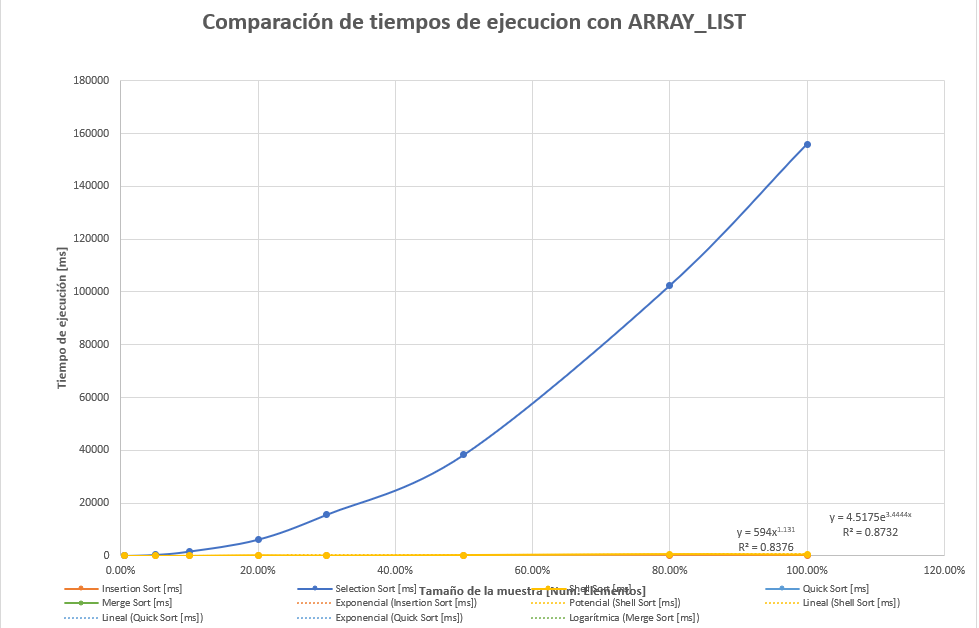 Comparación de tiempos de ejecucion con ARRAY_LIST
180000
160000
140000
120000
100000
80000
60000
40000
20000
0
Tiempo de ejecución [ms]
y = 594x^1.131
R² = 0.8376
y = 4.5175e^3.4444x
R² = 0.8732
0.00% 20.00% 40.00% 60.00% 80.00% 100.00% 120.00%
Tamaño de la muestra [Núm. Elementos]
Insertion Sort [ms] Selection Sort [ms] Shell Sort [ms] Quick Sort [ms]
Merge Sort [ms] Exponencial (Insertion Sort [ms]) Potencial (Shell Sort [ms]) Lineal (Shell Sort [ms])
Lineal (Quick Sort [ms]) Exponencial (Quick Sort [ms]) Logarítmica (Merge Sort [ms])